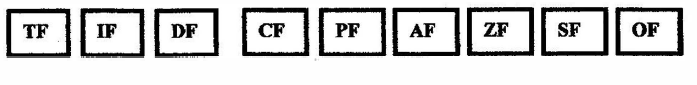 TF IF DF CF PF AF ZF SF OF